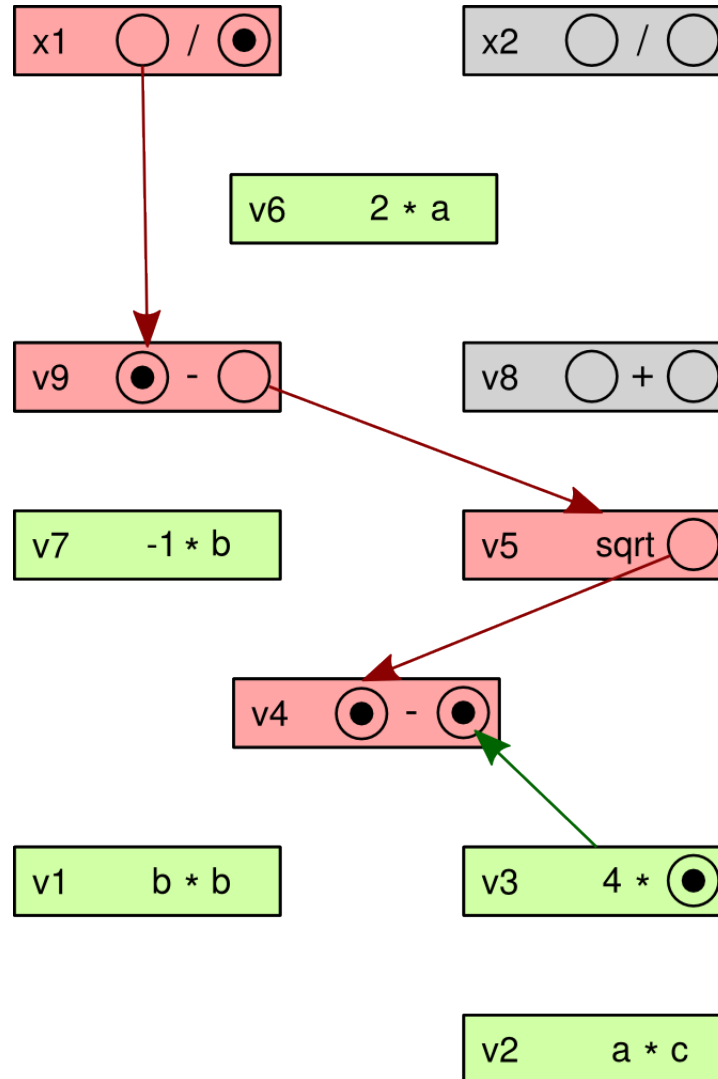 x1 /
x2 /
v6 2 * a
v9 -
v8 +
v7 -1 * b
v5 sqrt
v4 -
v1 b * b
v3 4 *
v2 a * c